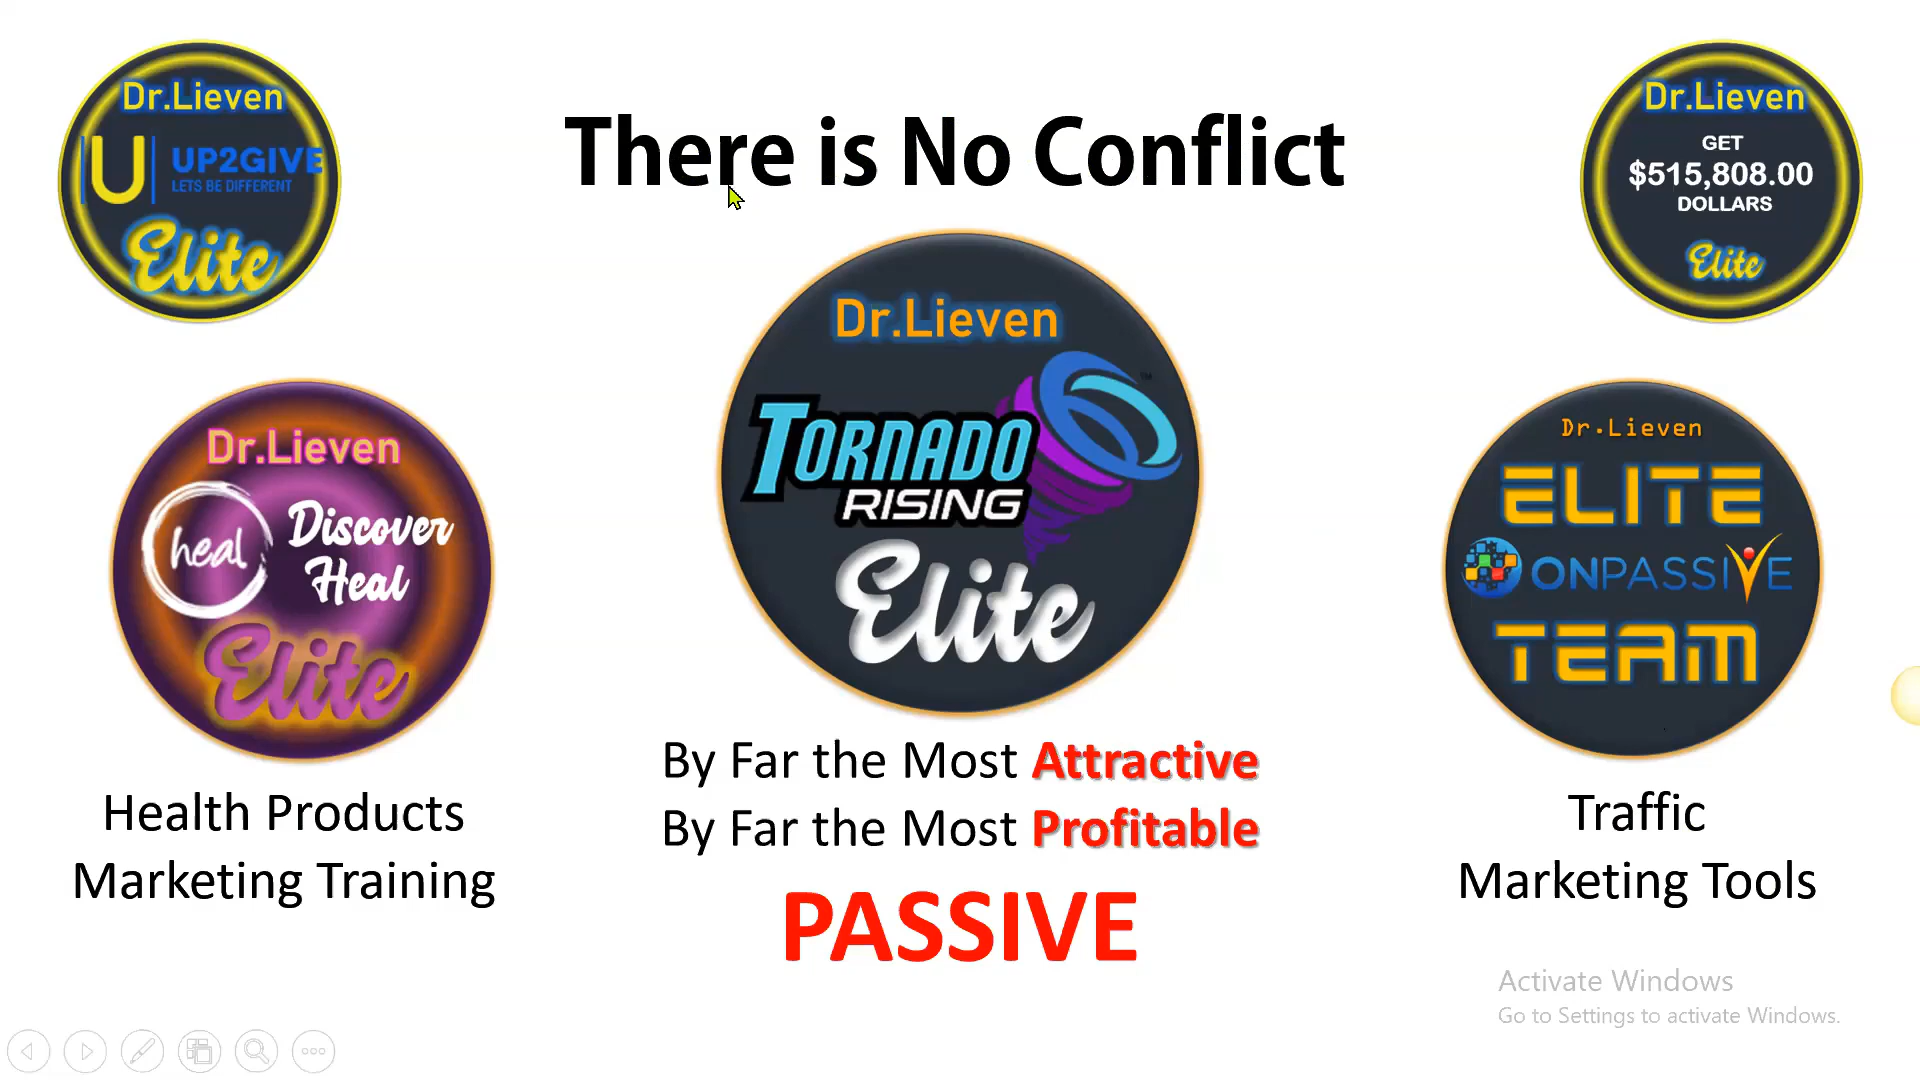 There is No Conflict
Dr.Lieven
U UP2GIVE
LETS BE DIFFERENT
Elite
Dr.Lieven
GET
$515,808.00
DOLLARS
Elite
Dr.Lieven
heal
Discover
Heal
Elite
Health Products
Marketing Training
Dr.Lieven
TORNADO
RISING
Elite
By Far the Most Attractive
By Far the Most Profitable
PASSIVE
Dr.Lieven
ELITE
ONPASSIVE
TEAM
Traffic
Marketing Tools
Activate Windows
Go to Settings to activate Windows.